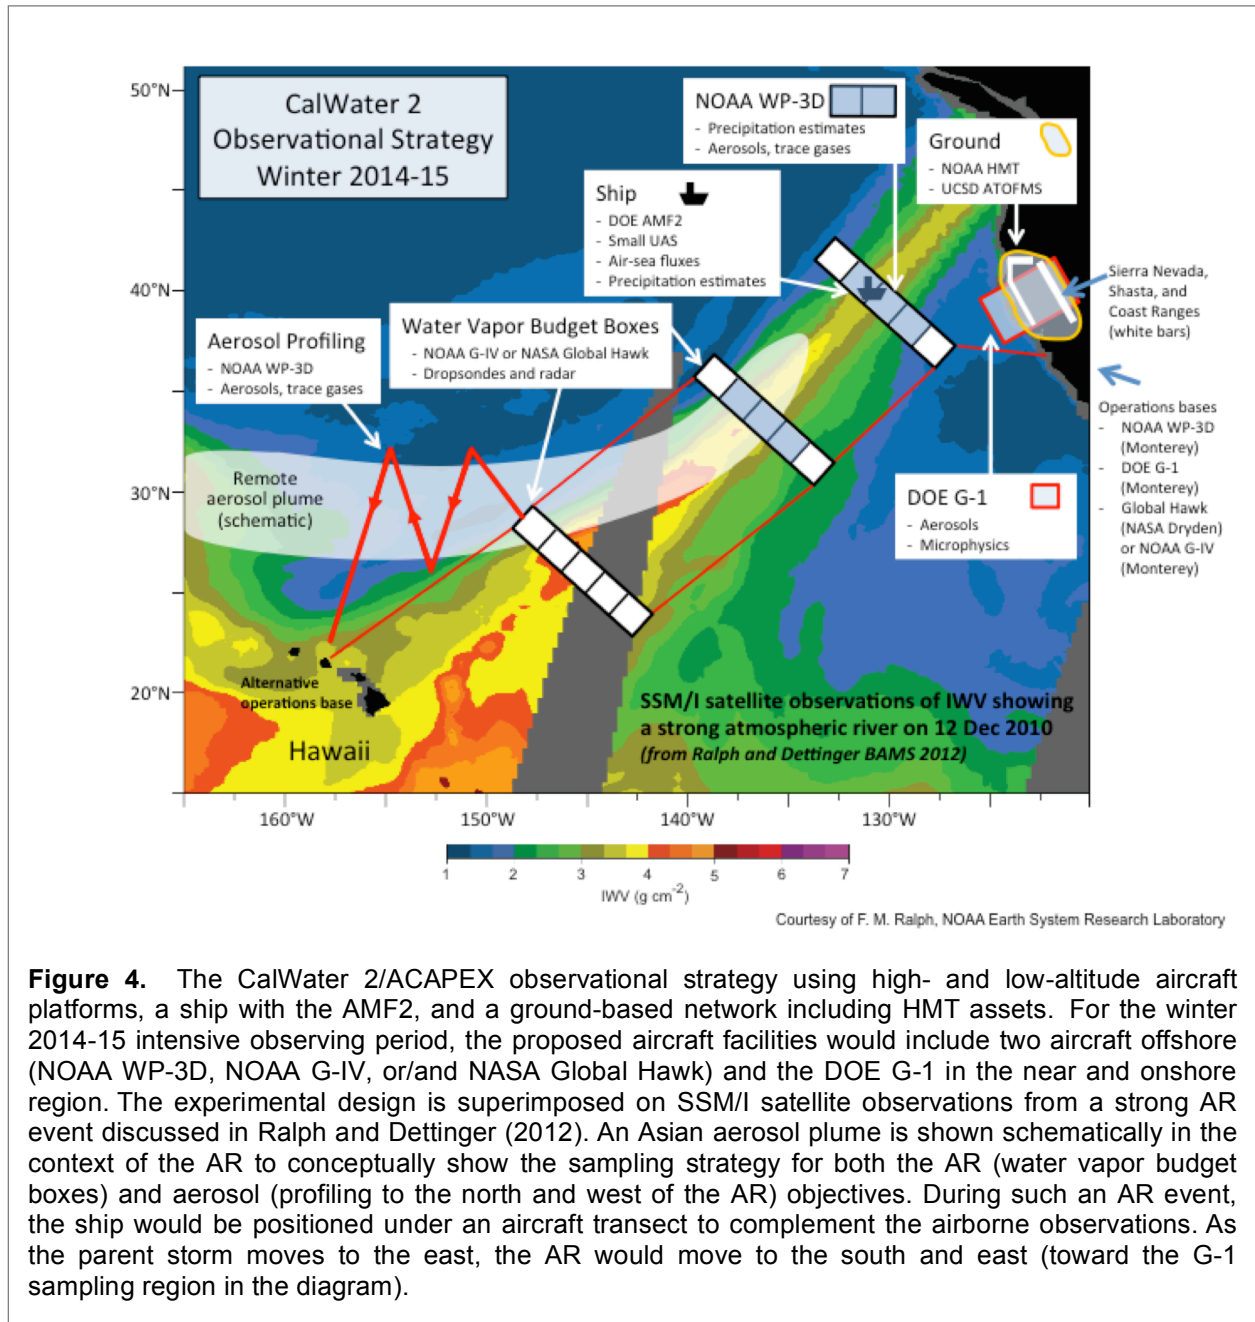 CalWater 2
Observational Strategy
Winter 2014-15
NOAA WP-3D
- Precipitation estimates
- Aerosols, trace gases
Ground
- NOAA HMT
- UCSD ATOFMS
Ship
- DOE AMF2
- Small UAS
- Air-sea fluxes
- Precipitation estimates
Sierra Nevada,
Shasta, and
Coast Ranges
(white bars)
Water Vapor Budget Boxes
- NOAA G-IV or NASA Global Hawk
- Dropsondes and radar
Aerosol Profiling
- NOAA WP-3D
- Aerosols, trace gases
Operations bases
- NOAA WP-3D
(Monterey)
- DOE G-1
(Monterey)
- Global Hawk
(NASA Dryden)
or NOAA G-IV
(Monterey)
Remote
aerosol plume
(schematic)
DOE G-1
- Aerosols
- Microphysics
Alternative
operations base
Hawaii
SSM/I satellite observations of IWV showing
a strong atmospheric river on 12 Dec 2010
(from Ralph and Dettinger BAMS 2012)
50°N
40°N
30°N
20°N
160°W 150°W 140°W 130°W
1 2 3 4 5 6 7
IWV (g cm-2)
Courtesy of F. M. Ralph, NOAA Earth System Research Laboratory
Figure 4. The CalWater 2/ACAPEX observational strategy using high- and low-altitude aircraft
platforms, a ship with the AMF2, and a ground-based network including HMT assets. For the winter
2014-15 intensive observing period, the proposed aircraft facilities would include two aircraft offshore
(NOAA WP-3D, NOAA G-IV, or/and NASA Global Hawk) and the DOE G-1 in the near and onshore
region. The experimental design is superimposed on SSM/I satellite observations from a strong AR
event discussed in Ralph and Dettinger (2012). An Asian aerosol plume is shown schematically in the
context of the AR to conceptually show the sampling strategy for both the AR (water vapor budget
boxes) and aerosol (profiling to the north and west of the AR) objectives. During such an AR event,
the ship would be positioned under an aircraft transect to complement the airborne observations. As
the parent storm moves to the east, the AR would move to the south and east (toward the G-1
sampling region in the diagram).